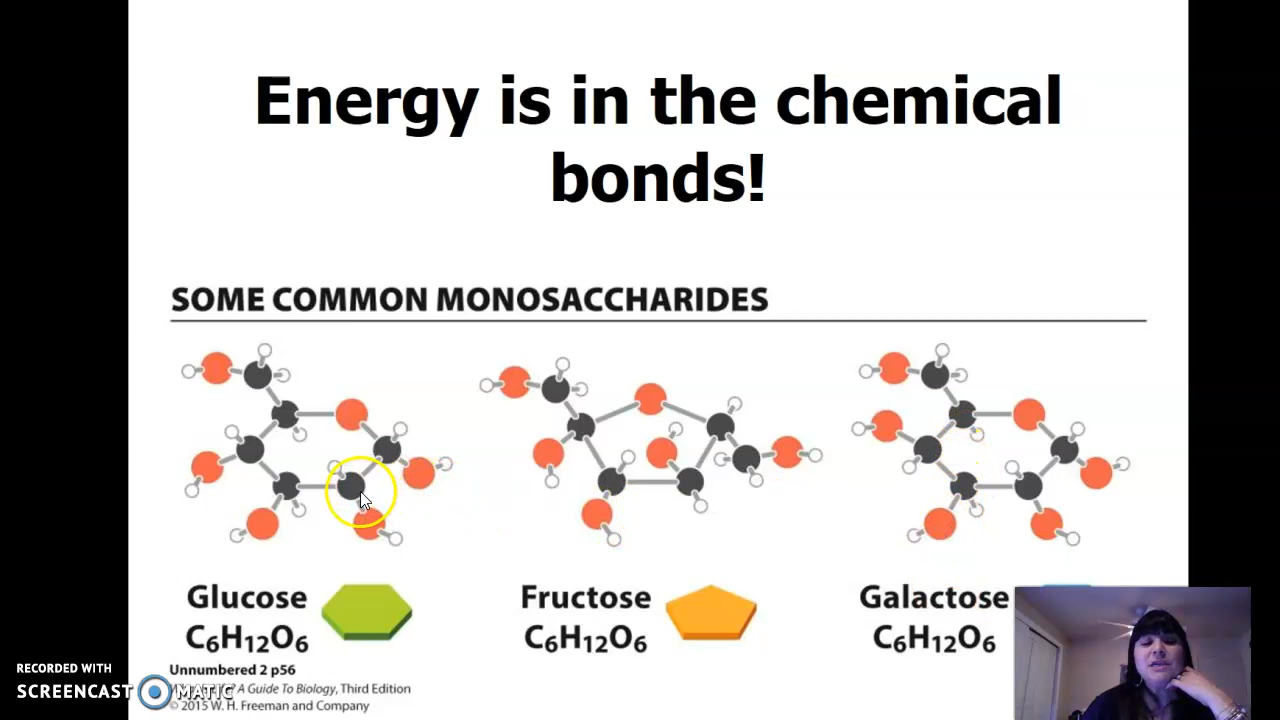 Energy is in the chemical
bonds!
SOME COMMON MONOSACCHARIDES
Glucose
C₆H₁₂O₆
Fructose
C₆H₁₂O₆
Galactose
C₆H₁₂O₆
Unnumbered 2 p56
A Guide To Biology, Third Edition
© 2015 W. H. Freeman and Company
RECORDED WITH
SCREENCAST MATIC